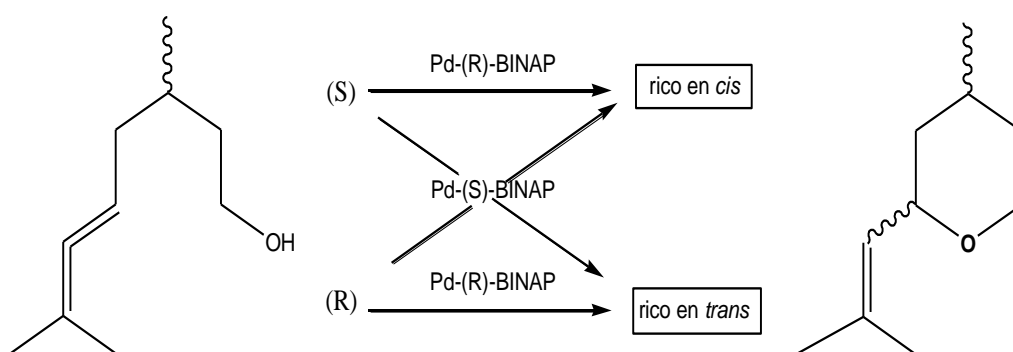 Pd-(R)-BINAP
(S)
rico en cis
Pd-(S)-BINAP
OH
O
Pd-(R)-BINAP
(R)
rico en trans